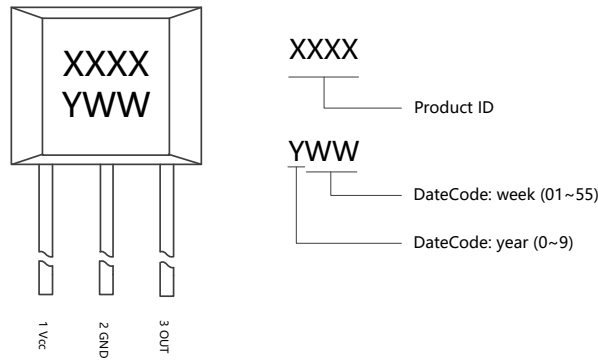 XXXX
YWW
1 Vcc
2 GND
3 OUT
XXXX
Product ID
YWW
DateCode: week (01~55)
DateCode: year (0~9)